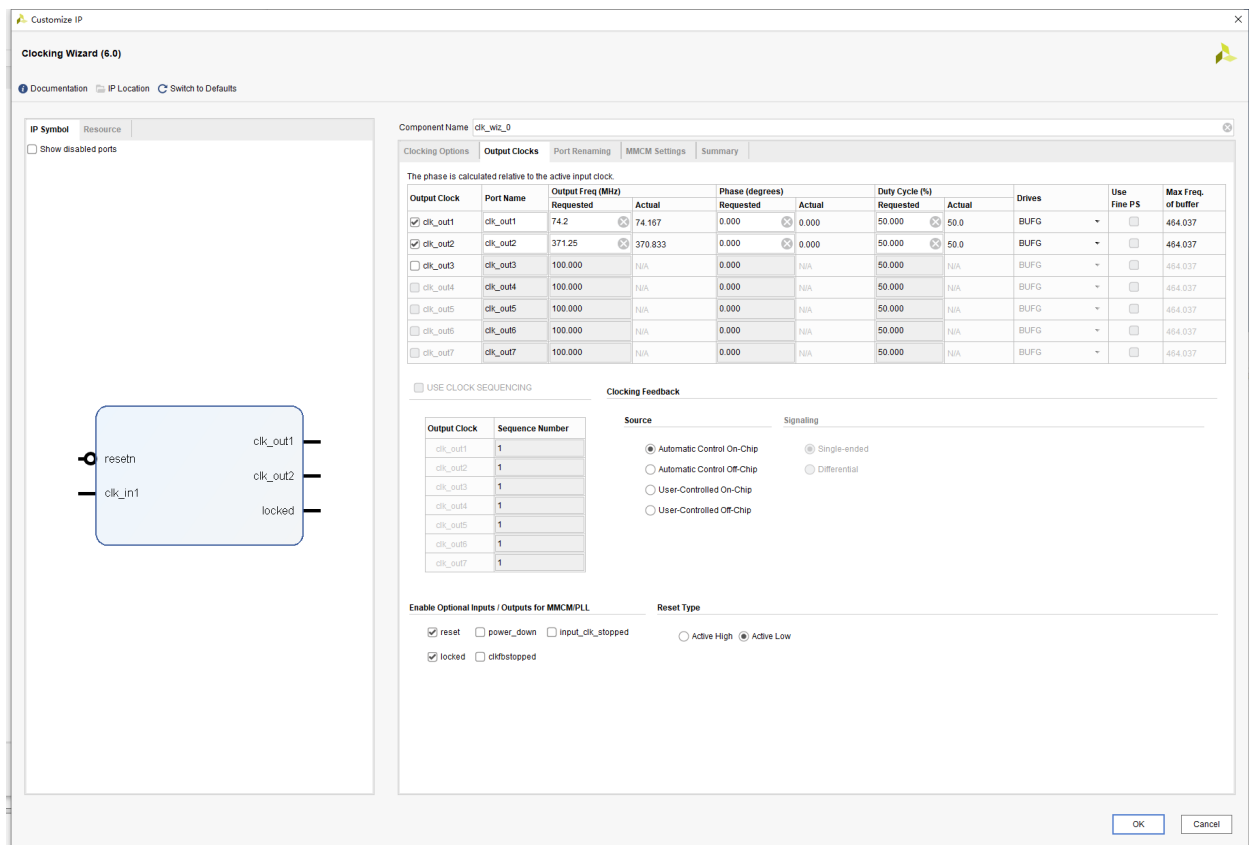 Customize IP
Clocking Wizard (6.0)
Documentation IP Location Switch to Defaults
IP Symbol Resource
Show disabled ports
resetn
clk_in1
clk_out1
clk_out2
locked
Component Name clk_wiz_0
Clocking Options Output Clocks Port Renaming MMCM Settings Summary
The phase is calculated relative to the active input clock.
Output Clock Port Name Output Freq (MHz) Phase (degrees) Duty Cycle (%) Drives Use Fine PS Max Freq. of buffer
Requested Actual Requested Actual Requested Actual
clk_out1 clk_out1 74.2 74.167 0.000 0.000 50.000 50.0 BUFG 464.037
clk_out2 clk_out2 371.25 370.833 0.000 0.000 50.000 50.0 BUFG 464.037
clk_out3 clk_out3 100.000 N/A 0.000 N/A 50.000 N/A BUFG 464.037
clk_out4 clk_out4 100.000 N/A 0.000 N/A 50.000 N/A BUFG 464.037
clk_out5 clk_out5 100.000 N/A 0.000 N/A 50.000 N/A BUFG 464.037
clk_out6 clk_out6 100.000 N/A 0.000 N/A 50.000 N/A BUFG 464.037
clk_out7 clk_out7 100.000 N/A 0.000 N/A 50.000 N/A BUFG 464.037
USE CLOCK SEQUENCING
Output Clock Sequence Number
clk_out1 1
clk_out2 1
clk_out3 1
clk_out4 1
clk_out5 1
clk_out6 1
clk_out7 1
Clocking Feedback
Source Signaling
Automatic Control On-Chip Single-ended
Automatic Control Off-Chip Differential
User-Controlled On-Chip
User-Controlled Off-Chip
Enable Optional Inputs / Outputs for MMCM/PLL Reset Type
reset power_down input_clk_stopped Active High Active Low
locked clkfbstopped
OK Cancel